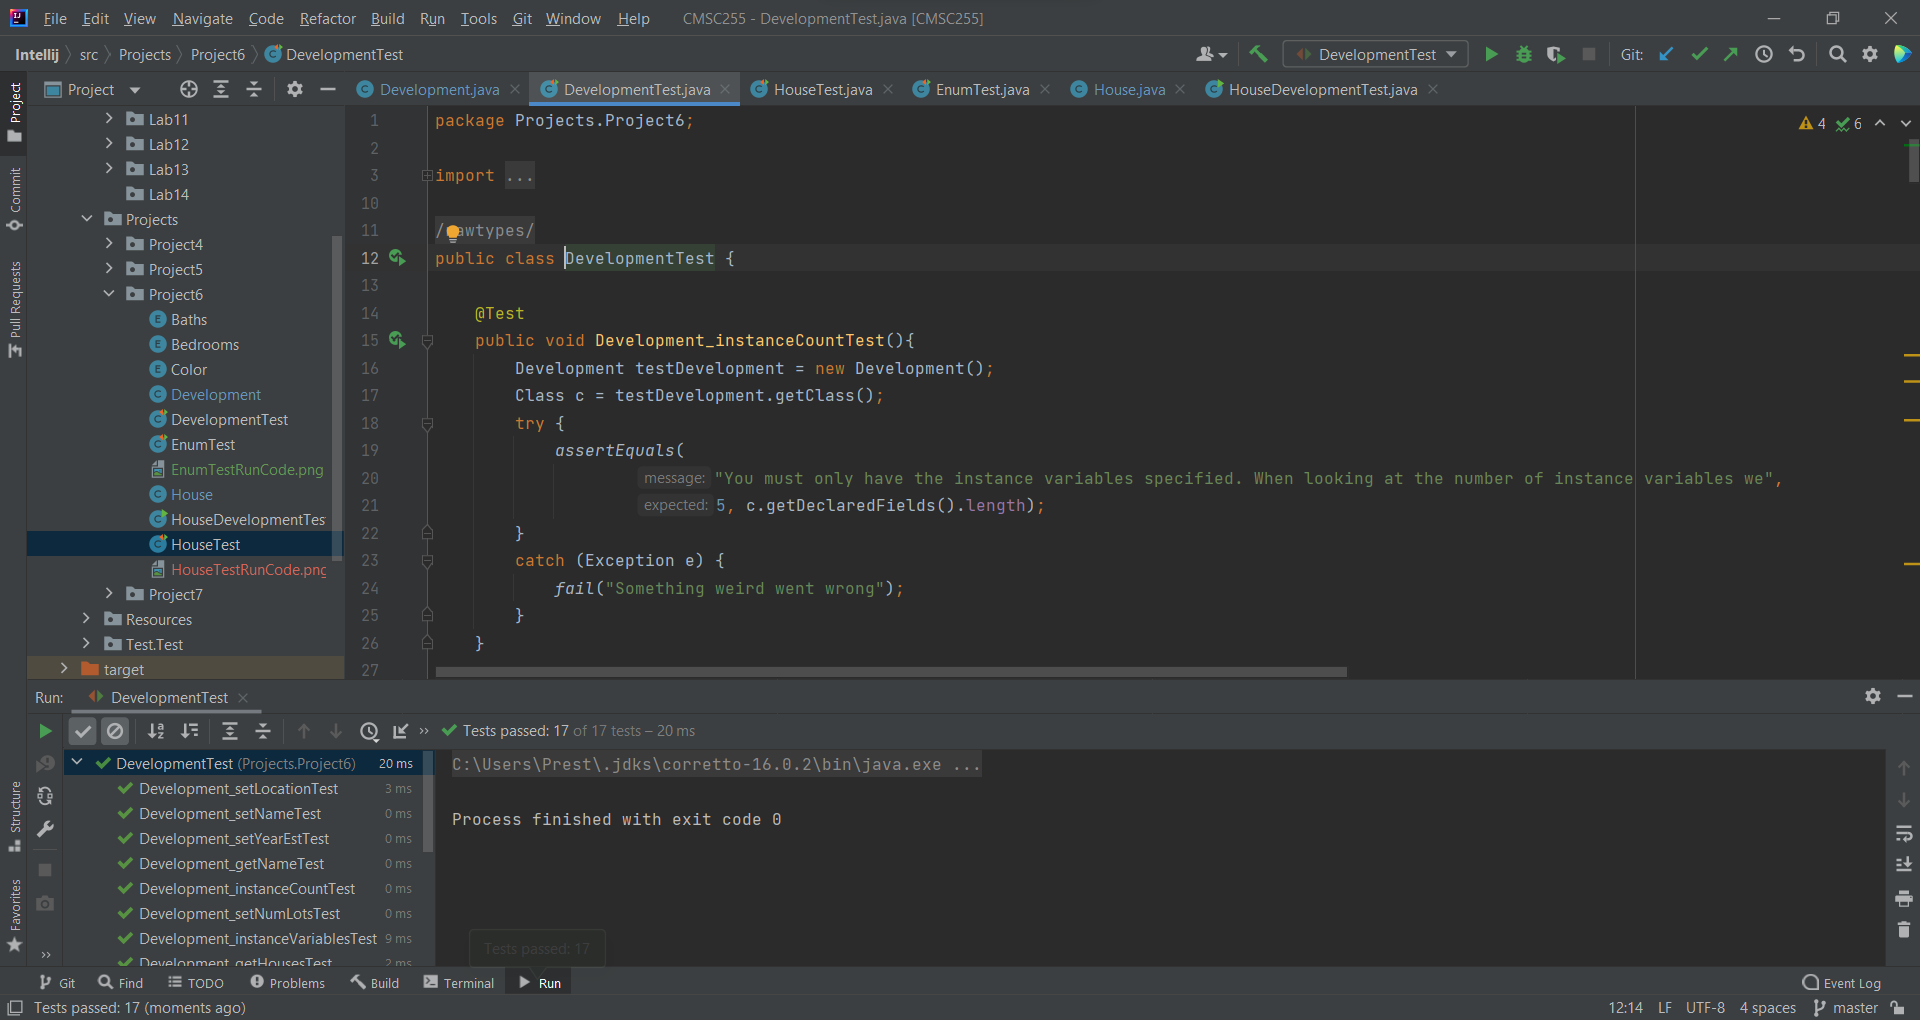 File Edit View Navigate Code Refactor Build Run Tools Git Window Help CMSC255 - DevelopmentTest.java [CMSC255]
Intellij src Projects Project6 DevelopmentTest DevelopmentTest Git:
Project Development.java DevelopmentTest.java HouseTest.java EnumTest.java House.java HouseDevelopmentTest.java
Project
Commit
Pull Requests
Structure
Favorites
Lab11
Lab12
Lab13
Lab14
Projects
Project4
Project5
Project6
Baths
Bedrooms
Color
Development
DevelopmentTest
EnumTest
EnumTestRunCode.png
House
HouseDevelopmentTes
HouseTest
HouseTestRunCode.png
Project7
Resources
Test.Test
target
4 6
1 package Projects.Project6;
2
3 import ...
10
11 /rawtypes/
12 public class DevelopmentTest {
13
14 @Test
15 public void Development_instanceCountTest(){
16 Development testDevelopment = new Development();
17 Class c = testDevelopment.getClass();
18 try {
19 assertEquals(
20 message: "You must only have the instance variables specified. When looking at the number of instance variables we",
21 expected: 5, c.getDeclaredFields().length);
22 }
23 catch (Exception e) {
24 fail("Something weird went wrong");
25 }
26 }
27
Run: DevelopmentTest
Tests passed: 17 of 17 tests – 20 ms
DevelopmentTest (Projects.Project6) 20 ms
Development_setLocationTest 3 ms
Development_setNameTest 0 ms
Development_setYearEstTest 0 ms
Development_getNameTest 0 ms
Development_instanceCountTest 0 ms
Development_setNumLotsTest 0 ms
Development_instanceVariablesTest 9 ms
Development_getHousesTest 2 ms
C:\Users\Prest\.jdks\corretto-16.0.2\bin\java.exe ...
Process finished with exit code 0
Tests passed: 17
Git Find TODO Problems Build Terminal Run Event Log
Tests passed: 17 (moments ago) 12:14 LF UTF-8 4 spaces master